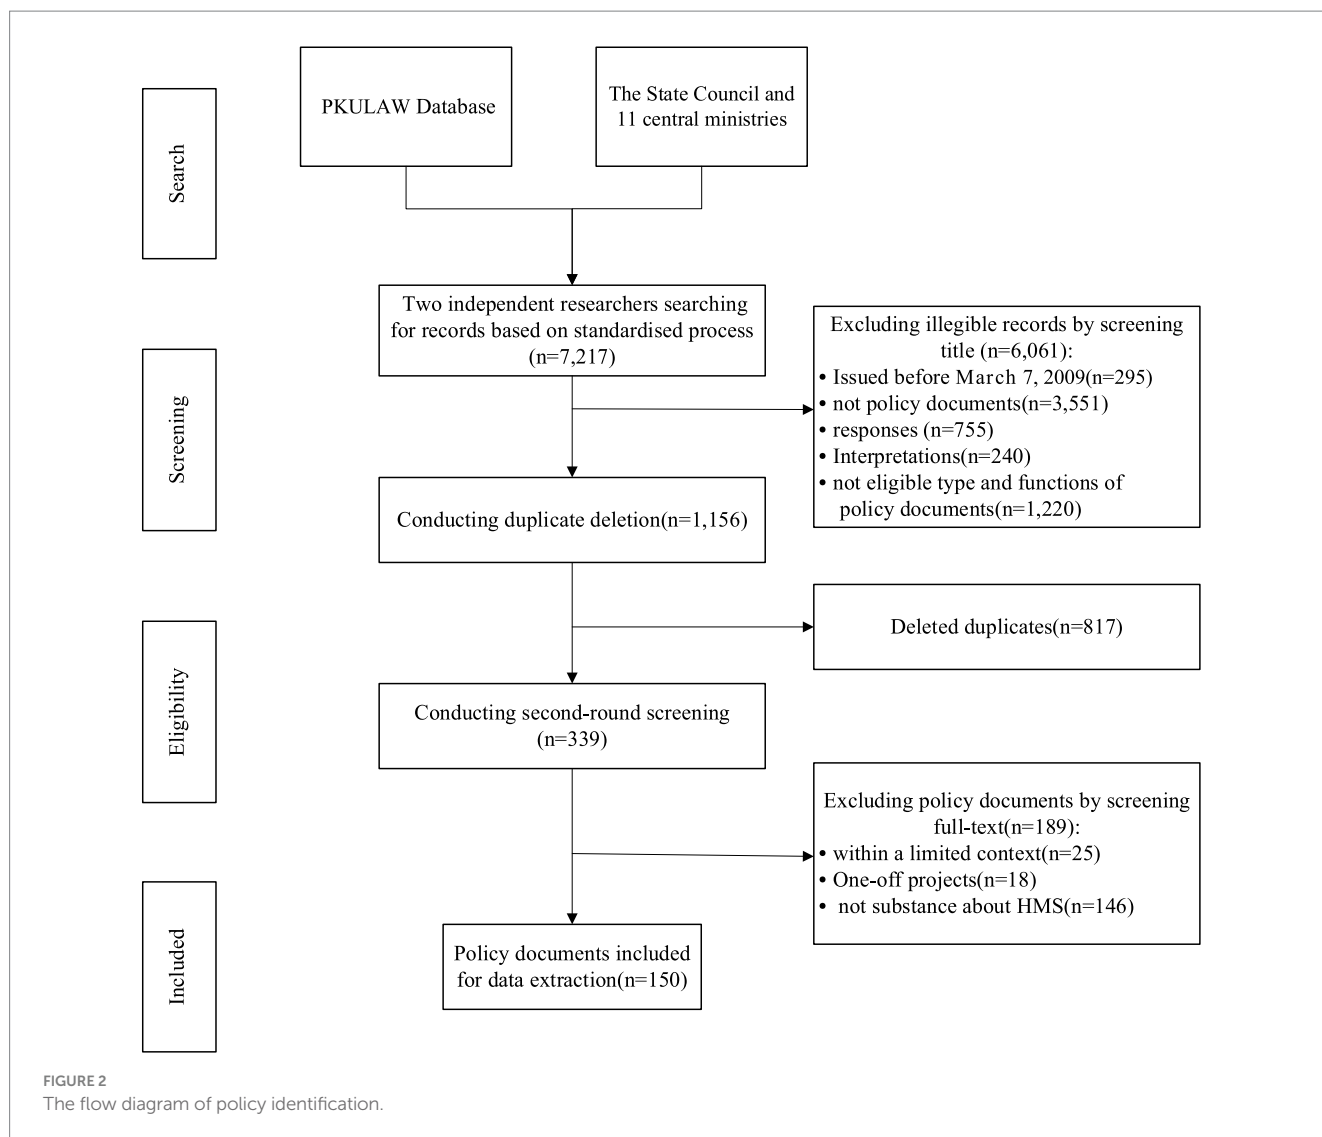 Search
PKULAW Database
The State Council and
11 central ministries
Screening
Two independent researchers searching
for records based on standardised process
(n=7,217)
Excluding illegible records by screening
title (n=6,061):
• Issued before March 7, 2009(n=295)
• not policy documents(n=3,551)
• responses (n=755)
• Interpretations(n=240)
• not eligible type and functions of
policy documents(n=1,220)
Conducting duplicate deletion(n=1,156)
Eligibility
Deleted duplicates(n=817)
Conducting second-round screening
(n=339)
Excluding policy documents by screening
full-text(n=189):
• within a limited context(n=25)
• One-off projects(n=18)
• not substance about HMS(n=146)
Included
Policy documents included
for data extraction(n=150)
FIGURE 2
The flow diagram of policy identification.